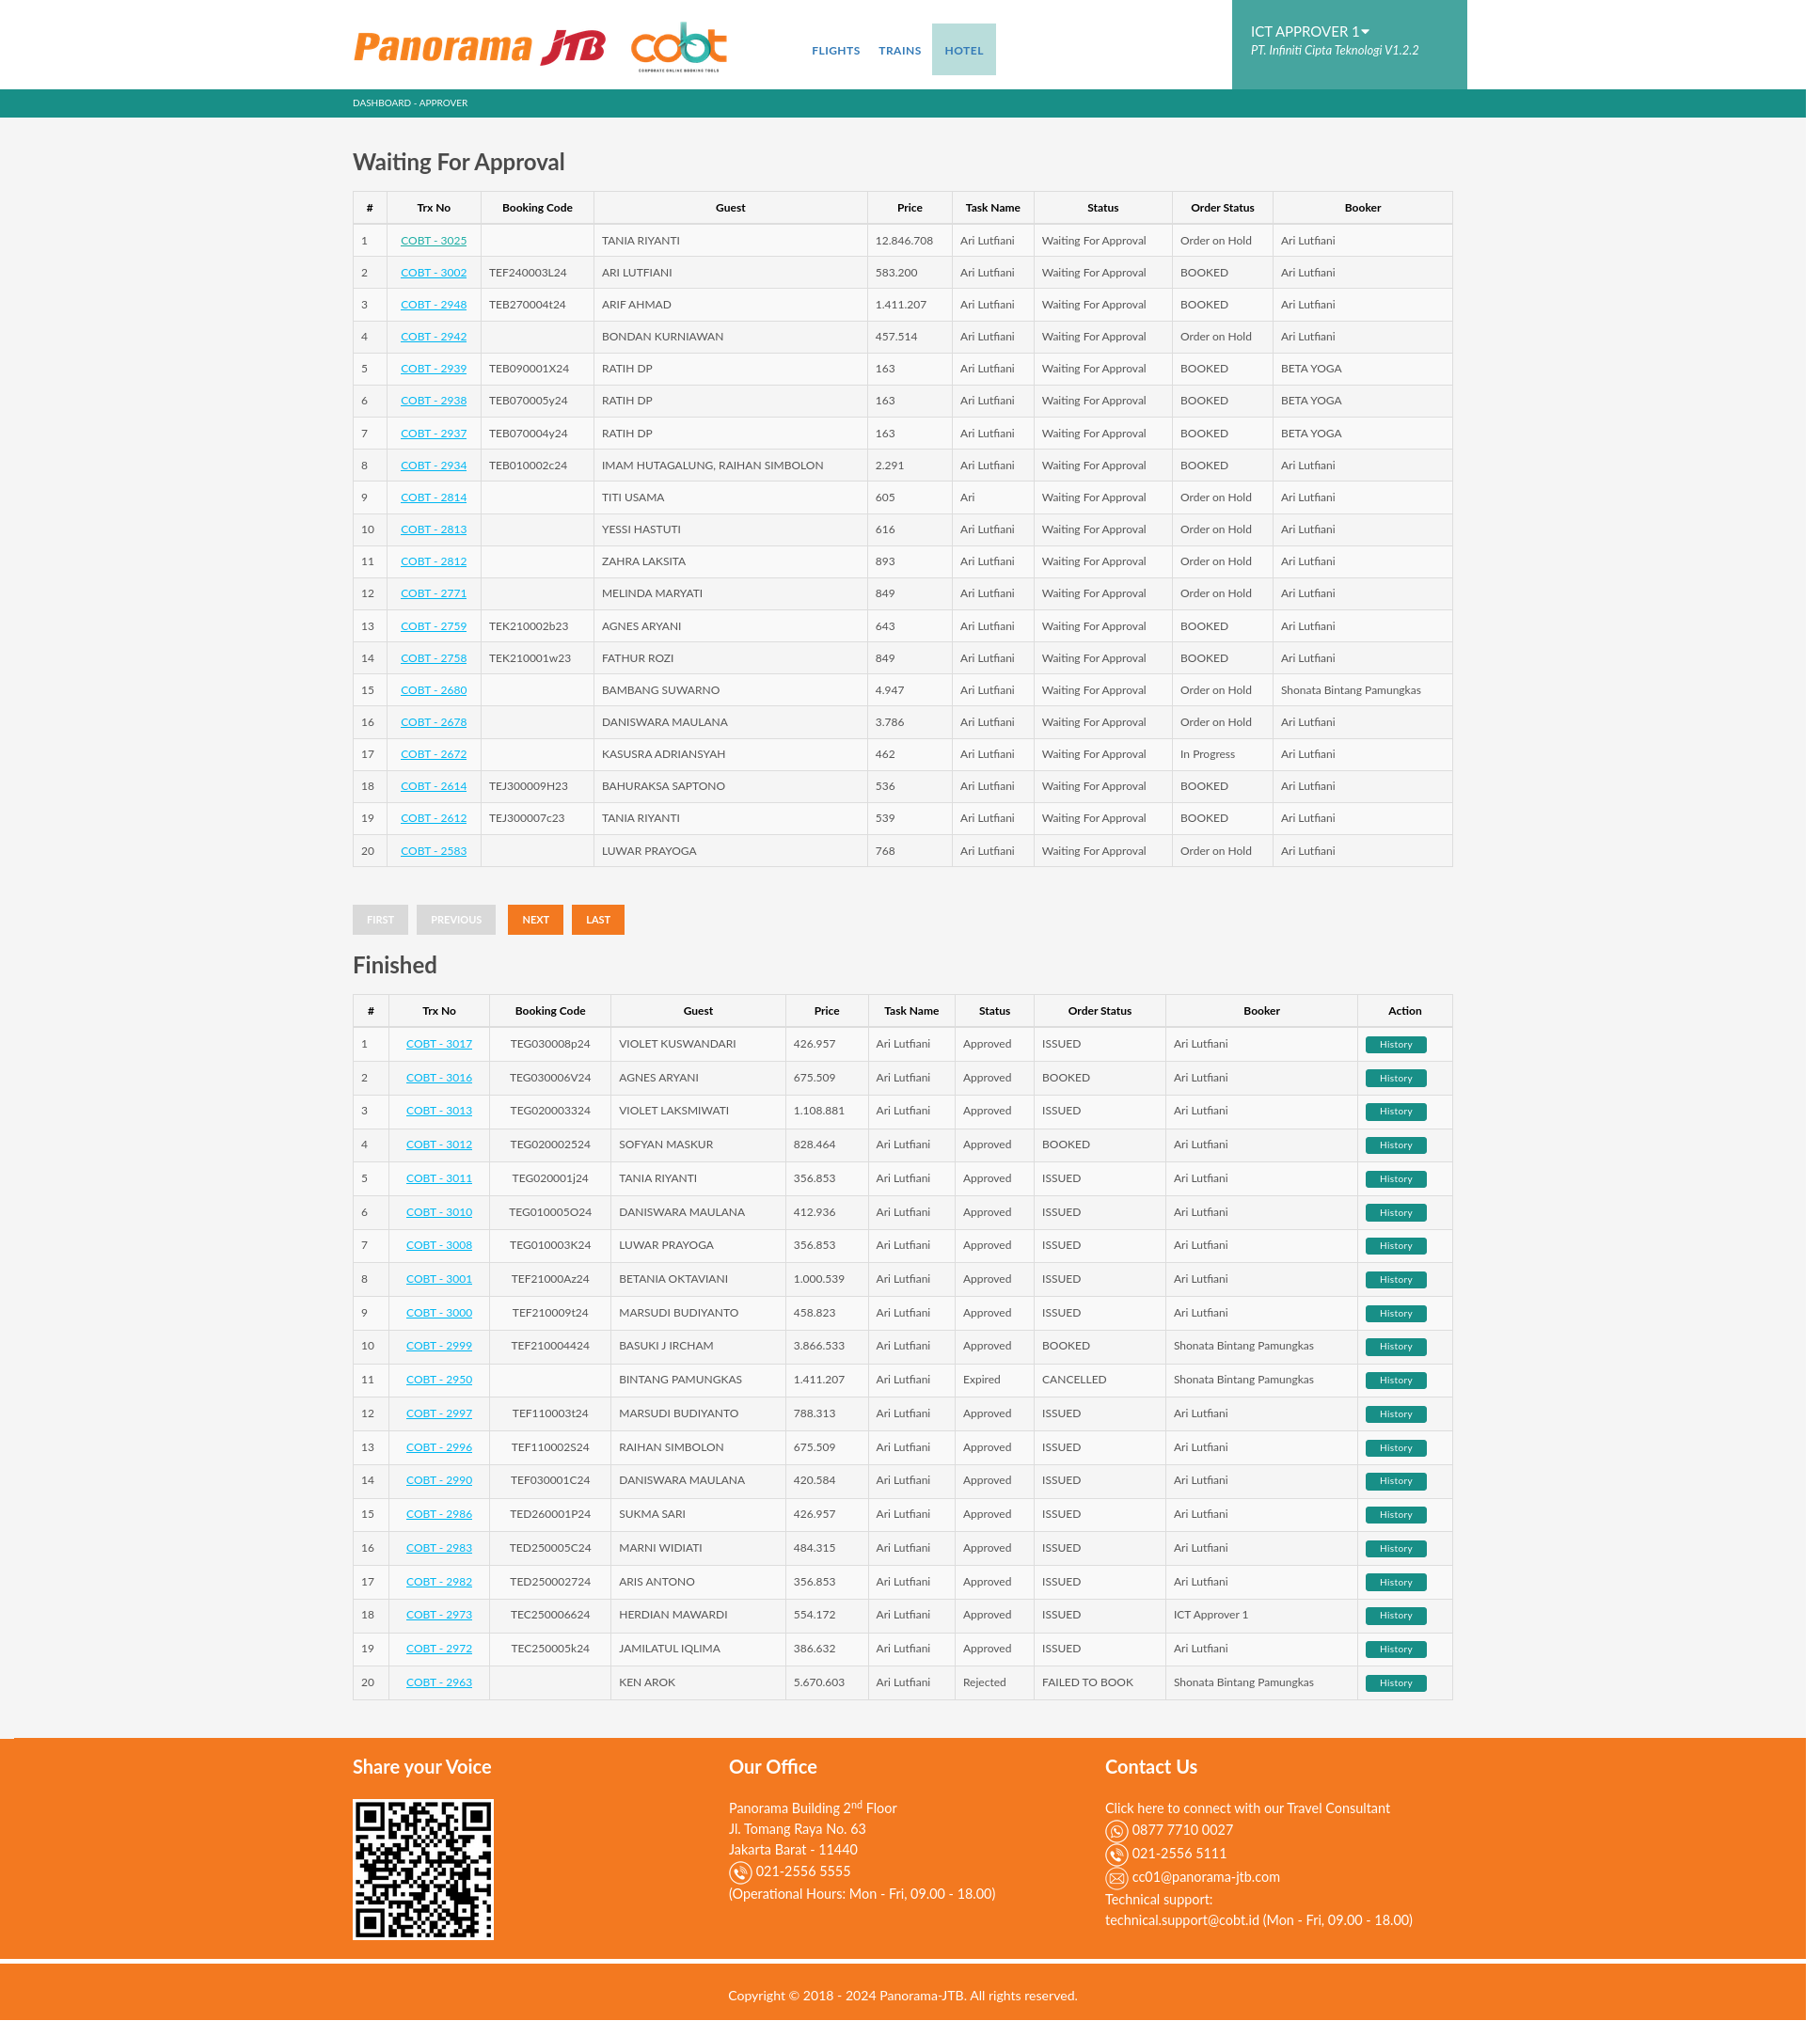 Panorama JTB cobt FLIGHTS TRAINS HOTEL ICT APPROVER 1
CORPORATE ONLINE BOOKING TOOLS PT. Infiniti Cipta Teknologi V1.2.2
DASHBOARD - APPROVER
Waiting For Approval
# Trx No Booking Code Guest Price Task Name Status Order Status Booker
1 COBT - 3025 TANIA RIYANTI 12.846.708 Ari Lutfiani Waiting For Approval Order on Hold Ari Lutfiani
2 COBT - 3002 TEF240003L24 ARI LUTFIANI 583.200 Ari Lutfiani Waiting For Approval BOOKED Ari Lutfiani
3 COBT - 2948 TEB270004t24 ARIF AHMAD 1.411.207 Ari Lutfiani Waiting For Approval BOOKED Ari Lutfiani
4 COBT - 2942 BONDAN KURNIAWAN 457.514 Ari Lutfiani Waiting For Approval Order on Hold Ari Lutfiani
5 COBT - 2939 TEB090001X24 RATIH DP 163 Ari Lutfiani Waiting For Approval BOOKED BETA YOGA
6 COBT - 2938 TEB070005y24 RATIH DP 163 Ari Lutfiani Waiting For Approval BOOKED BETA YOGA
7 COBT - 2937 TEB070004y24 RATIH DP 163 Ari Lutfiani Waiting For Approval BOOKED BETA YOGA
8 COBT - 2934 TEB010002c24 IMAM HUTAGALUNG, RAIHAN SIMBOLON 2.291 Ari Lutfiani Waiting For Approval BOOKED Ari Lutfiani
9 COBT - 2814 TITI USAMA 605 Ari Waiting For Approval Order on Hold Ari Lutfiani
10 COBT - 2813 YESSI HASTUTI 616 Ari Lutfiani Waiting For Approval Order on Hold Ari Lutfiani
11 COBT - 2812 ZAHRA LAKSITA 893 Ari Lutfiani Waiting For Approval Order on Hold Ari Lutfiani
12 COBT - 2771 MELINDA MARYATI 849 Ari Lutfiani Waiting For Approval Order on Hold Ari Lutfiani
13 COBT - 2759 TEK210002b23 AGNES ARYANI 643 Ari Lutfiani Waiting For Approval BOOKED Ari Lutfiani
14 COBT - 2758 TEK210001w23 FATHUR ROZI 849 Ari Lutfiani Waiting For Approval BOOKED Ari Lutfiani
15 COBT - 2680 BAMBANG SUWARNO 4.947 Ari Lutfiani Waiting For Approval Order on Hold Shonata Bintang Pamungkas
16 COBT - 2678 DANISWARA MAULANA 3.786 Ari Lutfiani Waiting For Approval Order on Hold Ari Lutfiani
17 COBT - 2672 KASUSRA ADRIANSYAH 462 Ari Lutfiani Waiting For Approval In Progress Ari Lutfiani
18 COBT - 2614 TEJ300009H23 BAHURAKSA SAPTONO 536 Ari Lutfiani Waiting For Approval BOOKED Ari Lutfiani
19 COBT - 2612 TEJ300007c23 TANIA RIYANTI 539 Ari Lutfiani Waiting For Approval BOOKED Ari Lutfiani
20 COBT - 2583 LUWAR PRAYOGA 768 Ari Lutfiani Waiting For Approval Order on Hold Ari Lutfiani
FIRST PREVIOUS NEXT LAST
Finished
# Trx No Booking Code Guest Price Task Name Status Order Status Booker Action
1 COBT - 3017 TEG030008p24 VIOLET KUSWANDARI 426.957 Ari Lutfiani Approved ISSUED Ari Lutfiani History
2 COBT - 3016 TEG030006V24 AGNES ARYANI 675.509 Ari Lutfiani Approved BOOKED Ari Lutfiani History
3 COBT - 3013 TEG020003324 VIOLET LAKSMIWATI 1.108.881 Ari Lutfiani Approved ISSUED Ari Lutfiani History
4 COBT - 3012 TEG020002524 SOFYAN MASKUR 828.464 Ari Lutfiani Approved BOOKED Ari Lutfiani History
5 COBT - 3011 TEG020001j24 TANIA RIYANTI 356.853 Ari Lutfiani Approved ISSUED Ari Lutfiani History
6 COBT - 3010 TEG010005O24 DANISWARA MAULANA 412.936 Ari Lutfiani Approved ISSUED Ari Lutfiani History
7 COBT - 3008 TEG010003K24 LUWAR PRAYOGA 356.853 Ari Lutfiani Approved ISSUED Ari Lutfiani History
8 COBT - 3001 TEF21000Az24 BETANIA OKTAVIANI 1.000.539 Ari Lutfiani Approved ISSUED Ari Lutfiani History
9 COBT - 3000 TEF210009t24 MARSUDI BUDIYANTO 458.823 Ari Lutfiani Approved ISSUED Ari Lutfiani History
10 COBT - 2999 TEF210004424 BASUKI J IRCHAM 3.866.533 Ari Lutfiani Approved BOOKED Shonata Bintang Pamungkas History
11 COBT - 2950 BINTANG PAMUNGKAS 1.411.207 Ari Lutfiani Expired CANCELLED Shonata Bintang Pamungkas History
12 COBT - 2997 TEF110003t24 MARSUDI BUDIYANTO 788.313 Ari Lutfiani Approved ISSUED Ari Lutfiani History
13 COBT - 2996 TEF110002S24 RAIHAN SIMBOLON 675.509 Ari Lutfiani Approved ISSUED Ari Lutfiani History
14 COBT - 2990 TEF030001C24 DANISWARA MAULANA 420.584 Ari Lutfiani Approved ISSUED Ari Lutfiani History
15 COBT - 2986 TED260001P24 SUKMA SARI 426.957 Ari Lutfiani Approved ISSUED Ari Lutfiani History
16 COBT - 2983 TED250005C24 MARNI WIDIATI 484.315 Ari Lutfiani Approved ISSUED Ari Lutfiani History
17 COBT - 2982 TED250002724 ARIS ANTONO 356.853 Ari Lutfiani Approved ISSUED Ari Lutfiani History
18 COBT - 2973 TEC250006624 HERDIAN MAWARDI 554.172 Ari Lutfiani Approved ISSUED ICT Approver 1 History
19 COBT - 2972 TEC250005k24 JAMILATUL IQLIMA 386.632 Ari Lutfiani Approved ISSUED Ari Lutfiani History
20 COBT - 2963 KEN AROK 5.670.603 Ari Lutfiani Rejected FAILED TO BOOK Shonata Bintang Pamungkas History
Share your Voice
Our Office
Panorama Building 2nd Floor
Jl. Tomang Raya No. 63
Jakarta Barat - 11440
021-2556 5555
(Operational Hours: Mon - Fri, 09.00 - 18.00)
Contact Us
Click here to connect with our Travel Consultant
0877 7710 0027
021-2556 5111
cc01@panorama-jtb.com
Technical support:
technical.support@cobt.id (Mon - Fri, 09.00 - 18.00)
Copyright © 2018 - 2024 Panorama-JTB. All rights reserved.